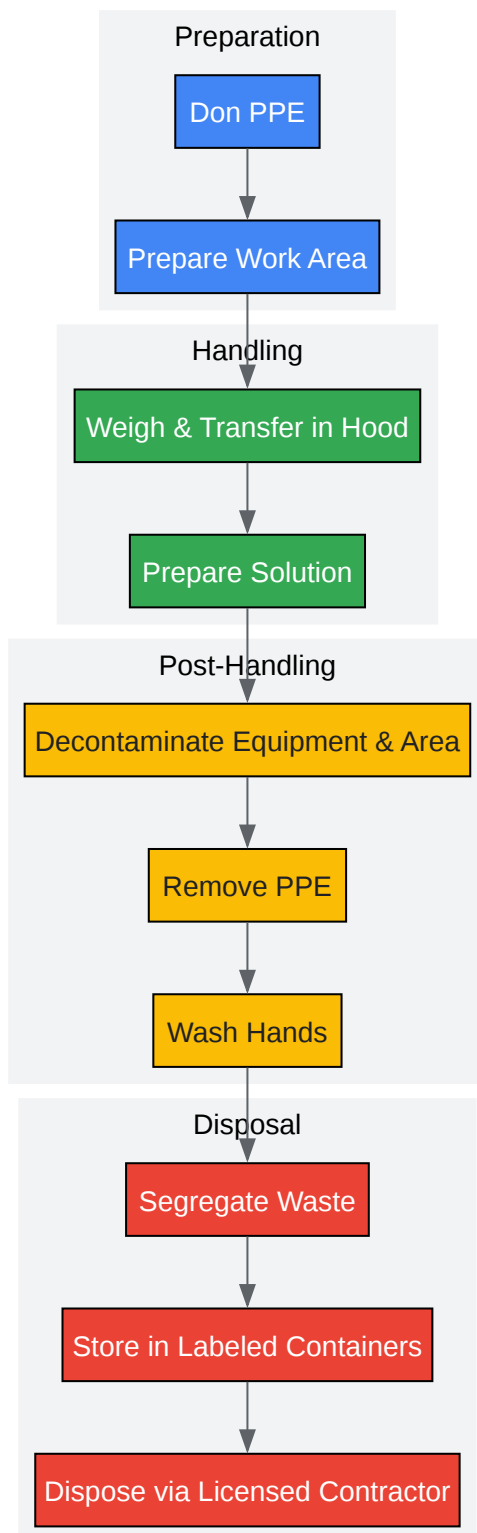 Preparation
Don PPE
Prepare Work Area
Handling
Weigh & Transfer in Hood
Prepare Solution
Post-Handling
Decontaminate Equipment & Area
Remove PPE
Wash Hands
Disposal
Segregate Waste
Store in Labeled Containers
Dispose via Licensed Contractor